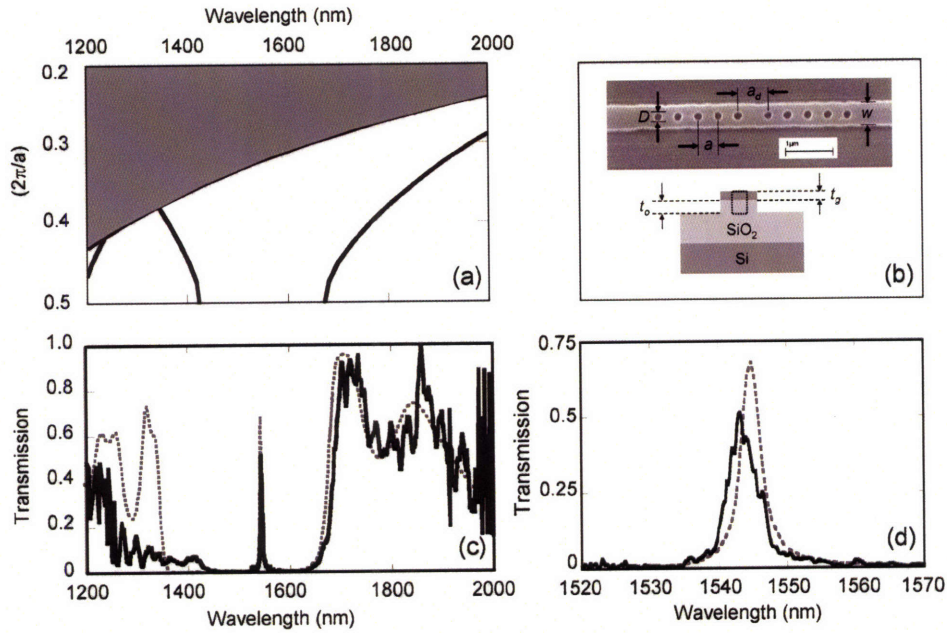 Wavelength (nm)
1200 1400 1600 1800 2000
0.2
0.3
0.4
0.5
(2π/a)
(a)
a_d
D
w
a
1μm
t_o
t_g
SiO₂
Si
(b)
1.0
0.8
0.6
0.4
0.2
0
Transmission
(c)
1200 1400 1600 1800 2000
Wavelength (nm)
0.75
0.5
0.25
0
Transmission
(d)
1520 1530 1540 1550 1560 1570
Wavelength (nm)